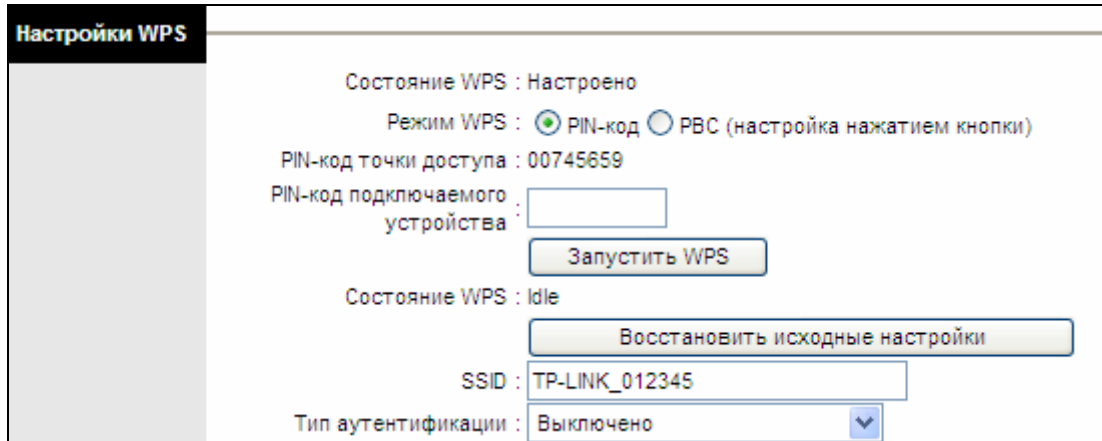 Настройки WPS
Состояние WPS : Настроено
Режим WPS : PIN-код PBC (настройка нажатием кнопки)
PIN-код точки доступа : 00745659
PIN-код подключаемого
устройства :
Запустить WPS
Состояние WPS : Idle
Восстановить исходные настройки
SSID : TP-LINK_012345
Тип аутентификации : Выключено